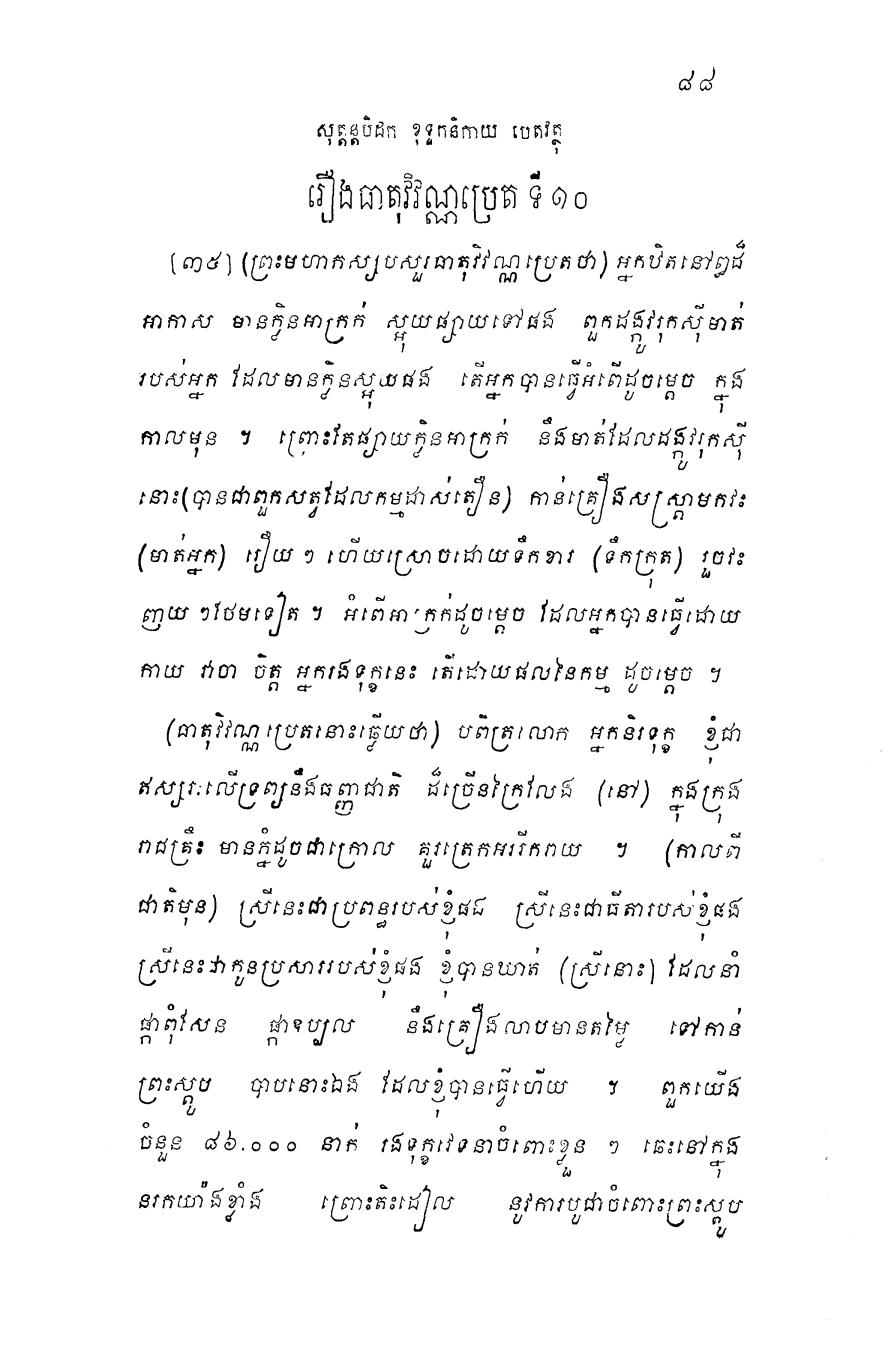 ៨៨
សុត្តន្តបិដក ខុទ្ទកនិកាយ បេតវត្ថុ
រឿងធាតុវិវណ្ណប្រេត ទី ១០
[៣៥] (ព្រះមហាកស្សបសួរធាតុវិវណ្ណប្រេតថា) អ្នកឋិតនៅឰដ៏
អាកាស មានក្លិនអាក្រក់ ស្អុយផ្សាយទៅផង ពួកដង្កូវរុកស៊ីមាត់
របស់អ្នក ដែលមានក្លិនស្អុយផង តើអ្នកបានធ្វើអំពើដូចម្តេច ក្នុង
កាលមុន ។ ព្រោះតែផ្សាយក្លិនអាក្រក់ នឹងមាត់ដែលដង្កូវរុកស៊ី
នោះ(បានជាពួកសត្វដែលកម្មដាស់តឿន) កាន់គ្រឿងសស្ត្រាមកវះ
(មាត់អ្នក) រឿយ ៗ ហើយស្រោចដោយទឹកខារ (ទឹកក្រុត) រួចវះ
ញយ ៗថែមទៀត ។ អំពើអាក្រក់ដូចម្តេច ដែលអ្នកបានធ្វើដោយ
កាយ វាចា ចិត្ត អ្នករងទុក្ខនេះ តើដោយផលនៃកម្ម ដូចម្តេច ។
(ធាតុវិវណ្ណប្រេតនោះឆ្លើយថា) បពិត្រលោក អ្នកនិរទុក្ខ ខ្ញុំជា
ឥស្សរៈលើទ្រព្យនឹងធញ្ញជាតិ ដ៏ច្រើនក្រៃលែង (នៅ) ក្នុងក្រុង
រាជគ្រឹះ មានភ្នំដូចជាក្រោល គួរត្រេកអររីករាយ ។ (កាលពី
ជាតិមុន) ស្រីនេះជាប្រពន្ធរបស់ខ្ញុំផង ស្រីនេះជាធីតារបស់ខ្ញុំផង
ស្រីនេះជាកូនប្រសាររបស់ខ្ញុំផង ខ្ញុំបានឃាត់ (ស្រីនោះ) ដែលនាំ
ផ្កាពុំសែន ផ្កាឧប្បល នឹងគ្រឿងលាបមានតម្លៃ ទៅកាន់
ព្រះស្តូប បាបនោះឯង ដែលខ្ញុំបានធ្វើហើយ ។ ពួកយើង
ចំនួន ៨៦.០០០ នាក់ រងទុក្ខវេទនាចំពោះខ្លួន ៗ ឆេះនៅក្នុង
នរកយ៉ាងខ្លាំង ព្រោះតិះដៀល នូវការបូជាចំពោះព្រះស្តូប